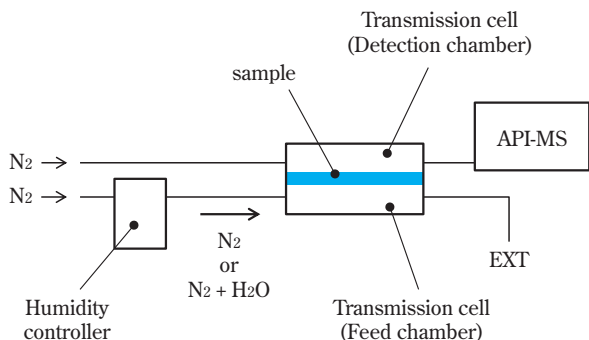 Transmission cell
(Detection chamber)
sample
API-MS
N2
N2
N2
or
N2 + H2O
EXT
Humidity
controller
Transmission cell
(Feed chamber)